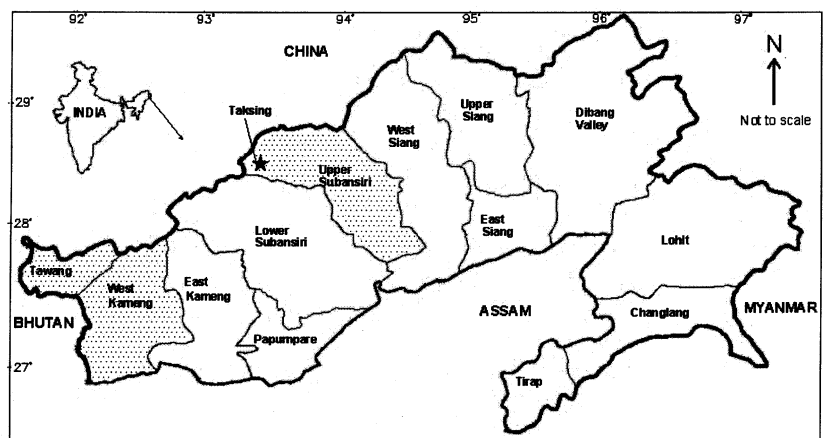 92°
93°
94°
95°
96°
97°
CHINA
N
Not to scale
29°
INDIA
Taksing
West
Siang
Upper
Siang
Dibang
Valley
Upper
Subansiri
28°
Lower
Subansiri
East
Siang
Lohit
Tawang
West
Kameng
East
Kameng
BHUTAN
ASSAM
Changlang
MYANMAR
Papumpare
27°
Tirap